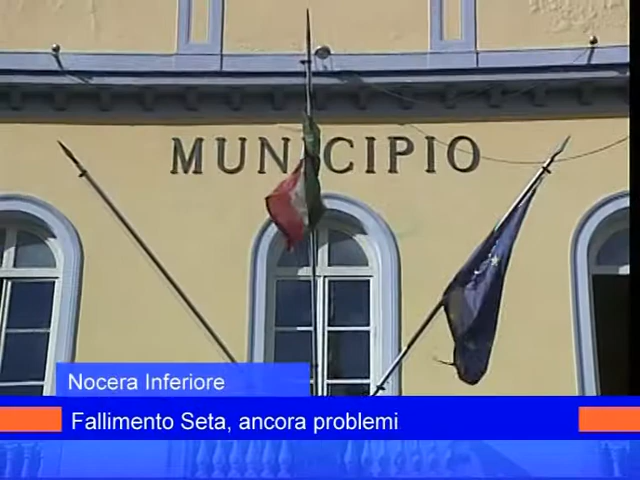 MUNICIPIO
Nocera Inferiore
Fallimento Seta, ancora problemi